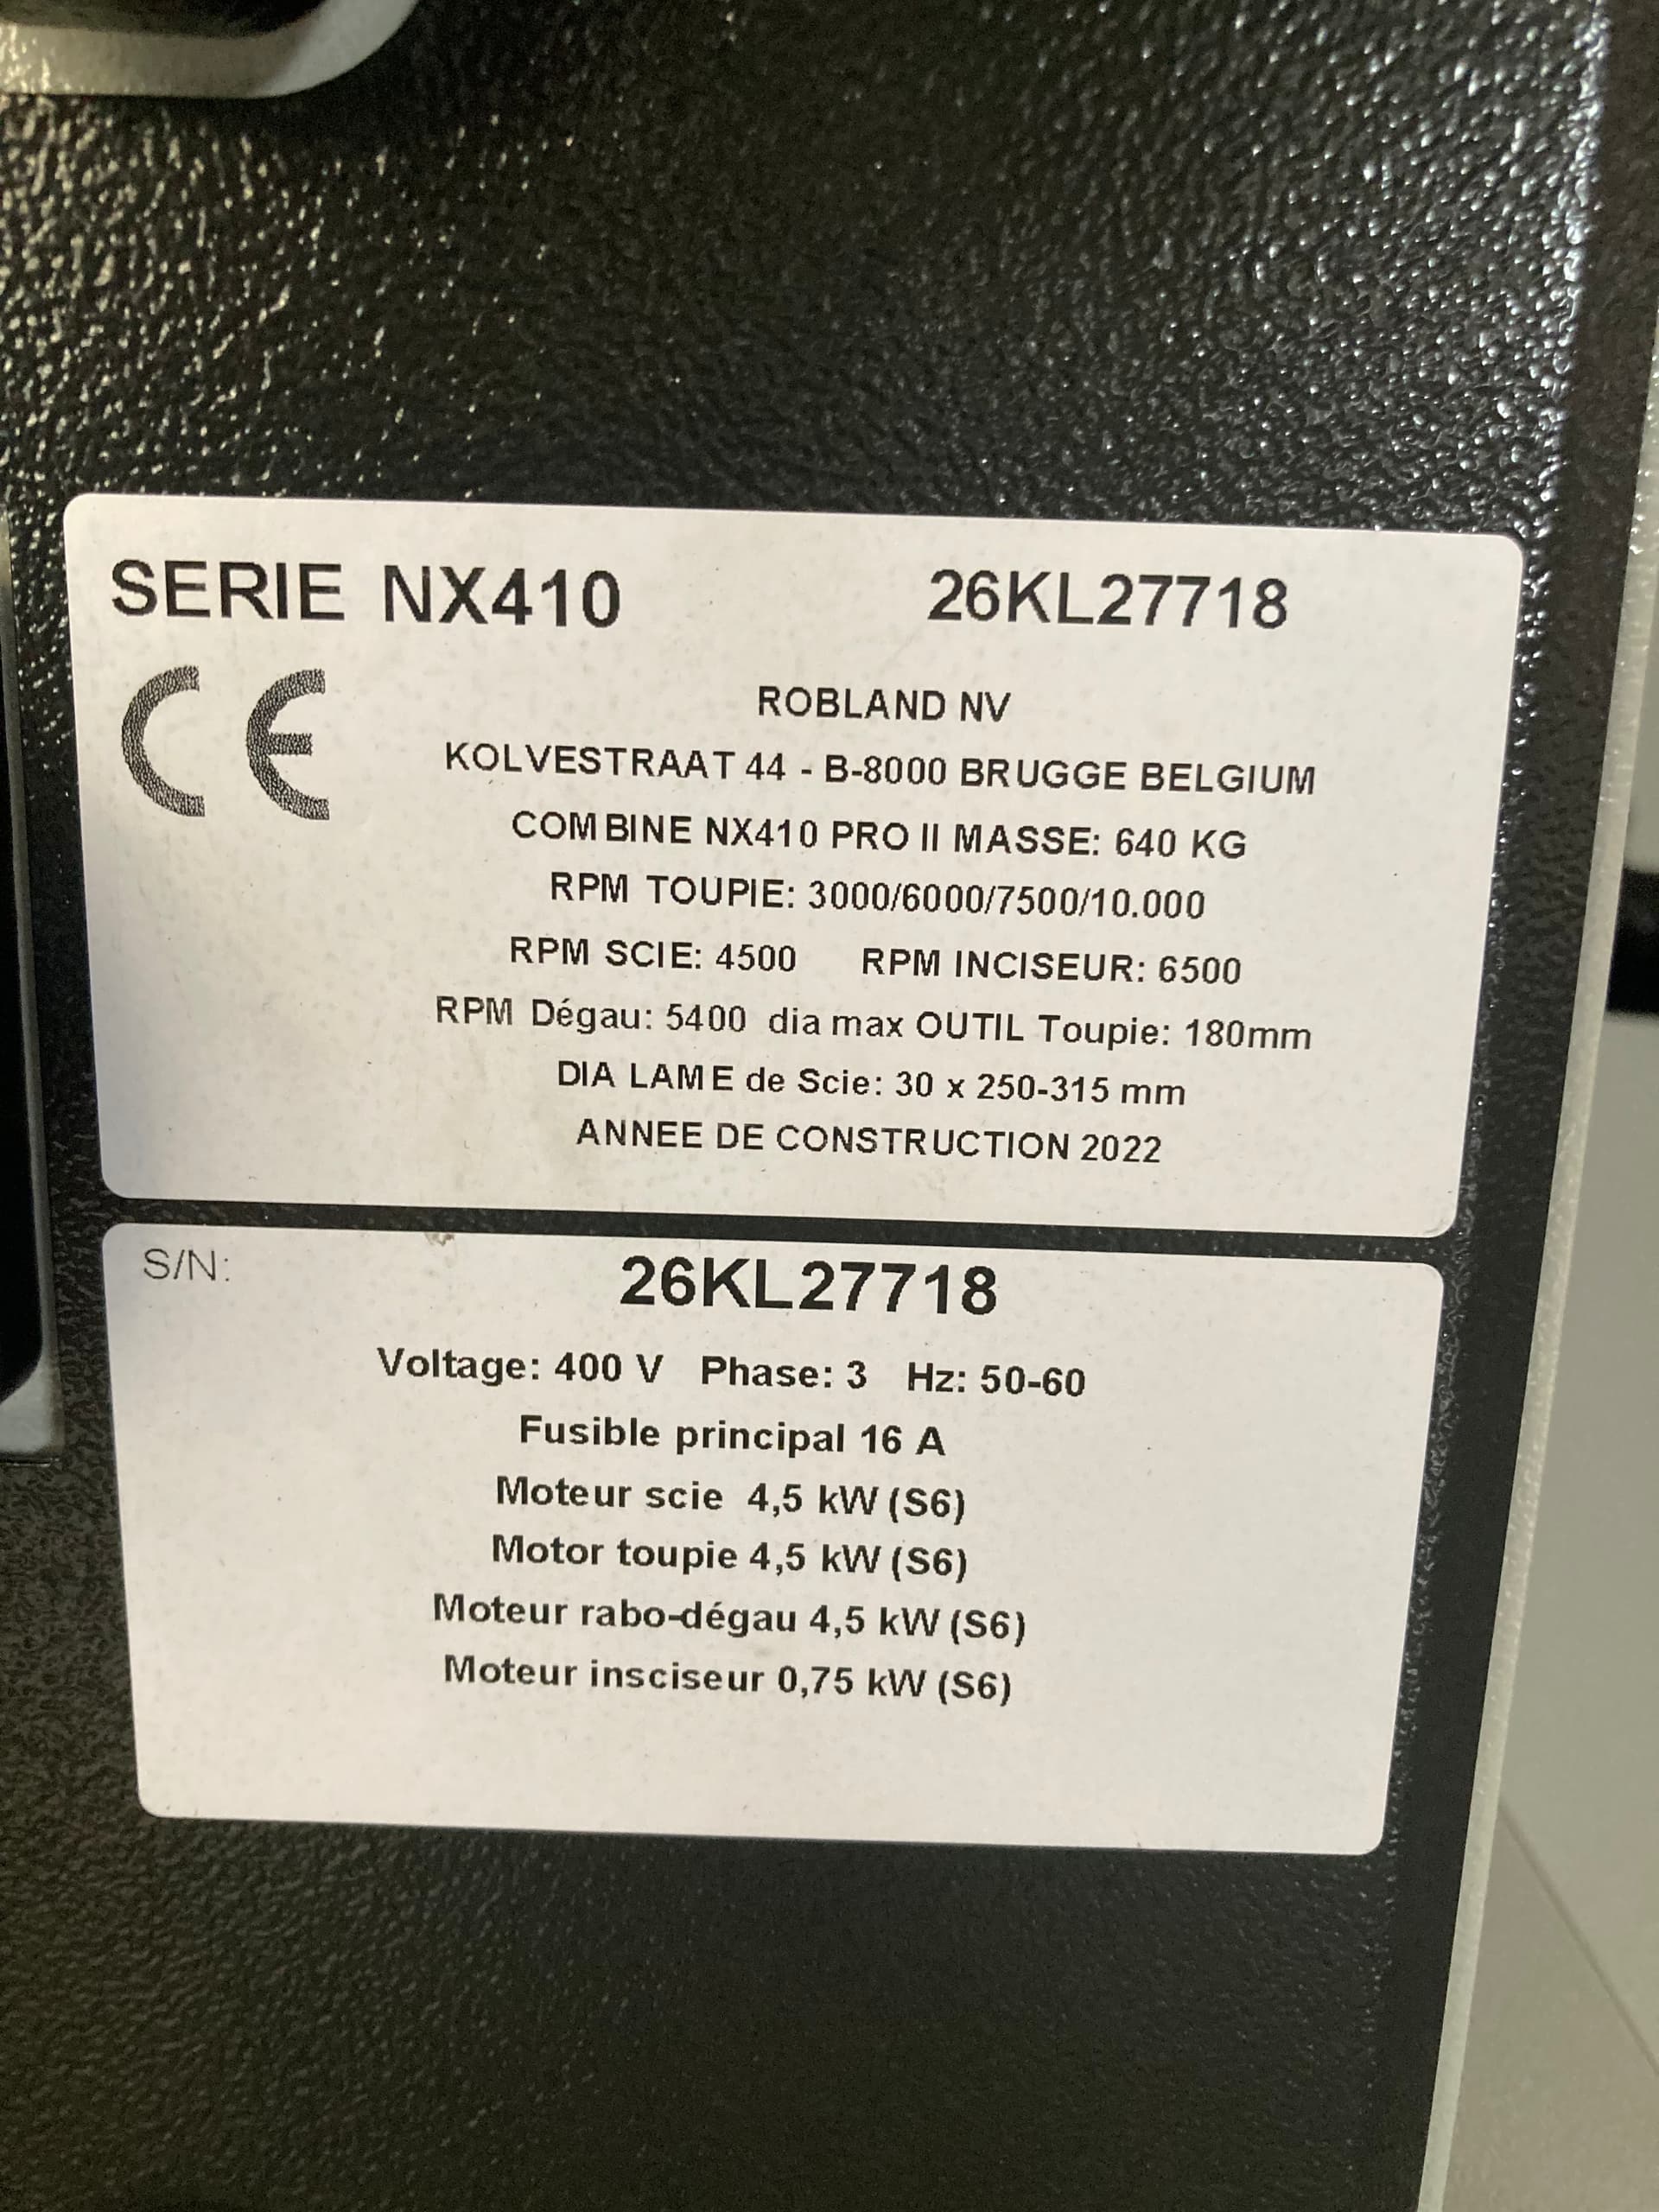 SERIE NX410 26KL27718
CE
ROBLAND NV
KOLVESTRAAT 44 - B-8000 BRUGGE BELGIUM
COMBINE NX410 PRO II MASSE: 640 KG
RPM TOUPIE: 3000/6000/7500/10.000
RPM SCIE: 4500 RPM INCISEUR: 6500
RPM Dégau: 5400 dia max OUTIL Toupie: 180mm
DIA LAME de Scie: 30 x 250-315 mm
ANNEE DE CONSTRUCTION 2022
S/N: 26KL27718
Voltage: 400 V Phase: 3 Hz: 50-60
Fusible principal 16 A
Moteur scie 4,5 kW (S6)
Motor toupie 4,5 kW (S6)
Moteur rabo-dégau 4,5 kW (S6)
Moteur insciseur 0,75 kW (S6)